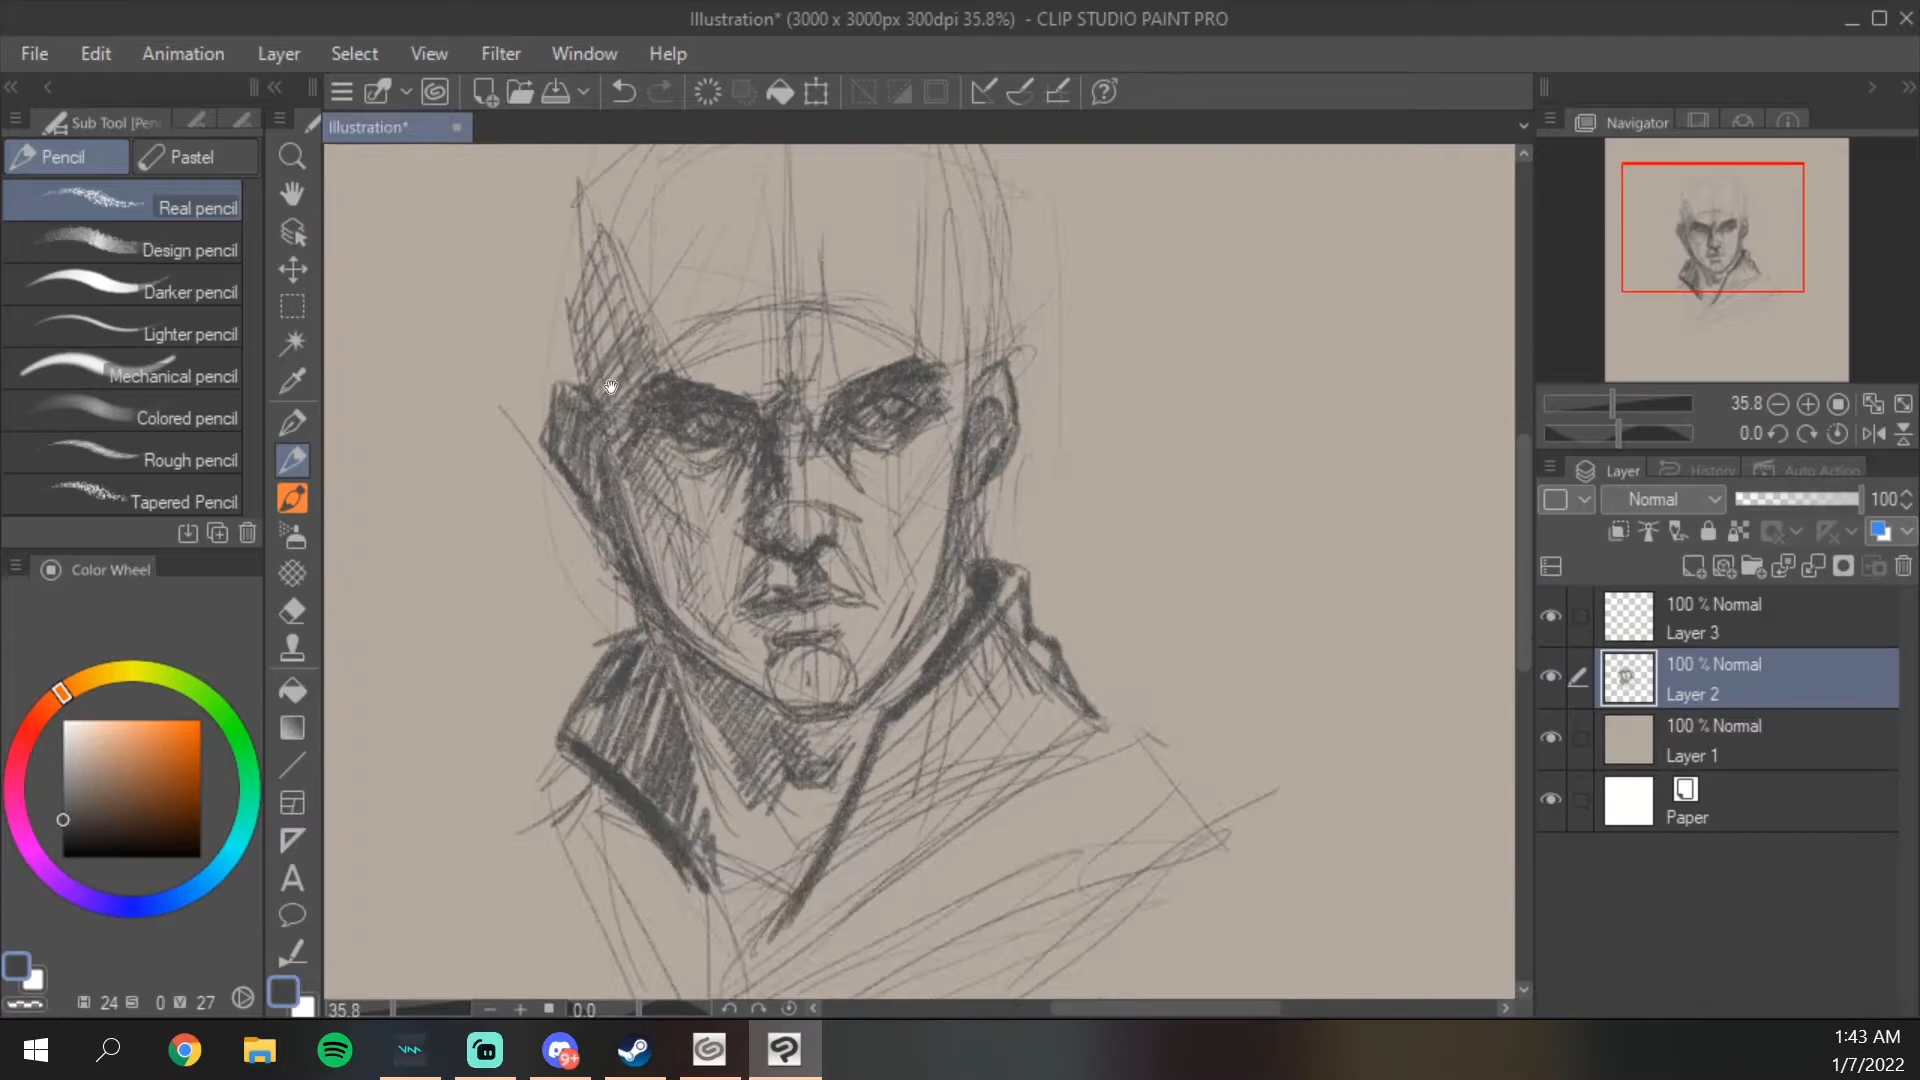 Illustration* (3000 x 3000px 300dpi 35.8%) - CLIP STUDIO PAINT PRO
File Edit Animation Layer Select View Filter Window Help
Sub Tool [Penc
Illustration*
Navigator
Pencil Pastel
Real pencil
Design pencil
Darker pencil
Lighter pencil
Mechanical pencil
Colored pencil
Rough pencil
Tapered Pencil
35.8
0.0
Layer History Auto Action
Normal 100
Color Wheel
100 % Normal
Layer 3
100 % Normal
Layer 2
100 % Normal
Layer 1
Paper
H 24 S 0 V 27
35.8 0.0
9+
1:43 AM
1/7/2022